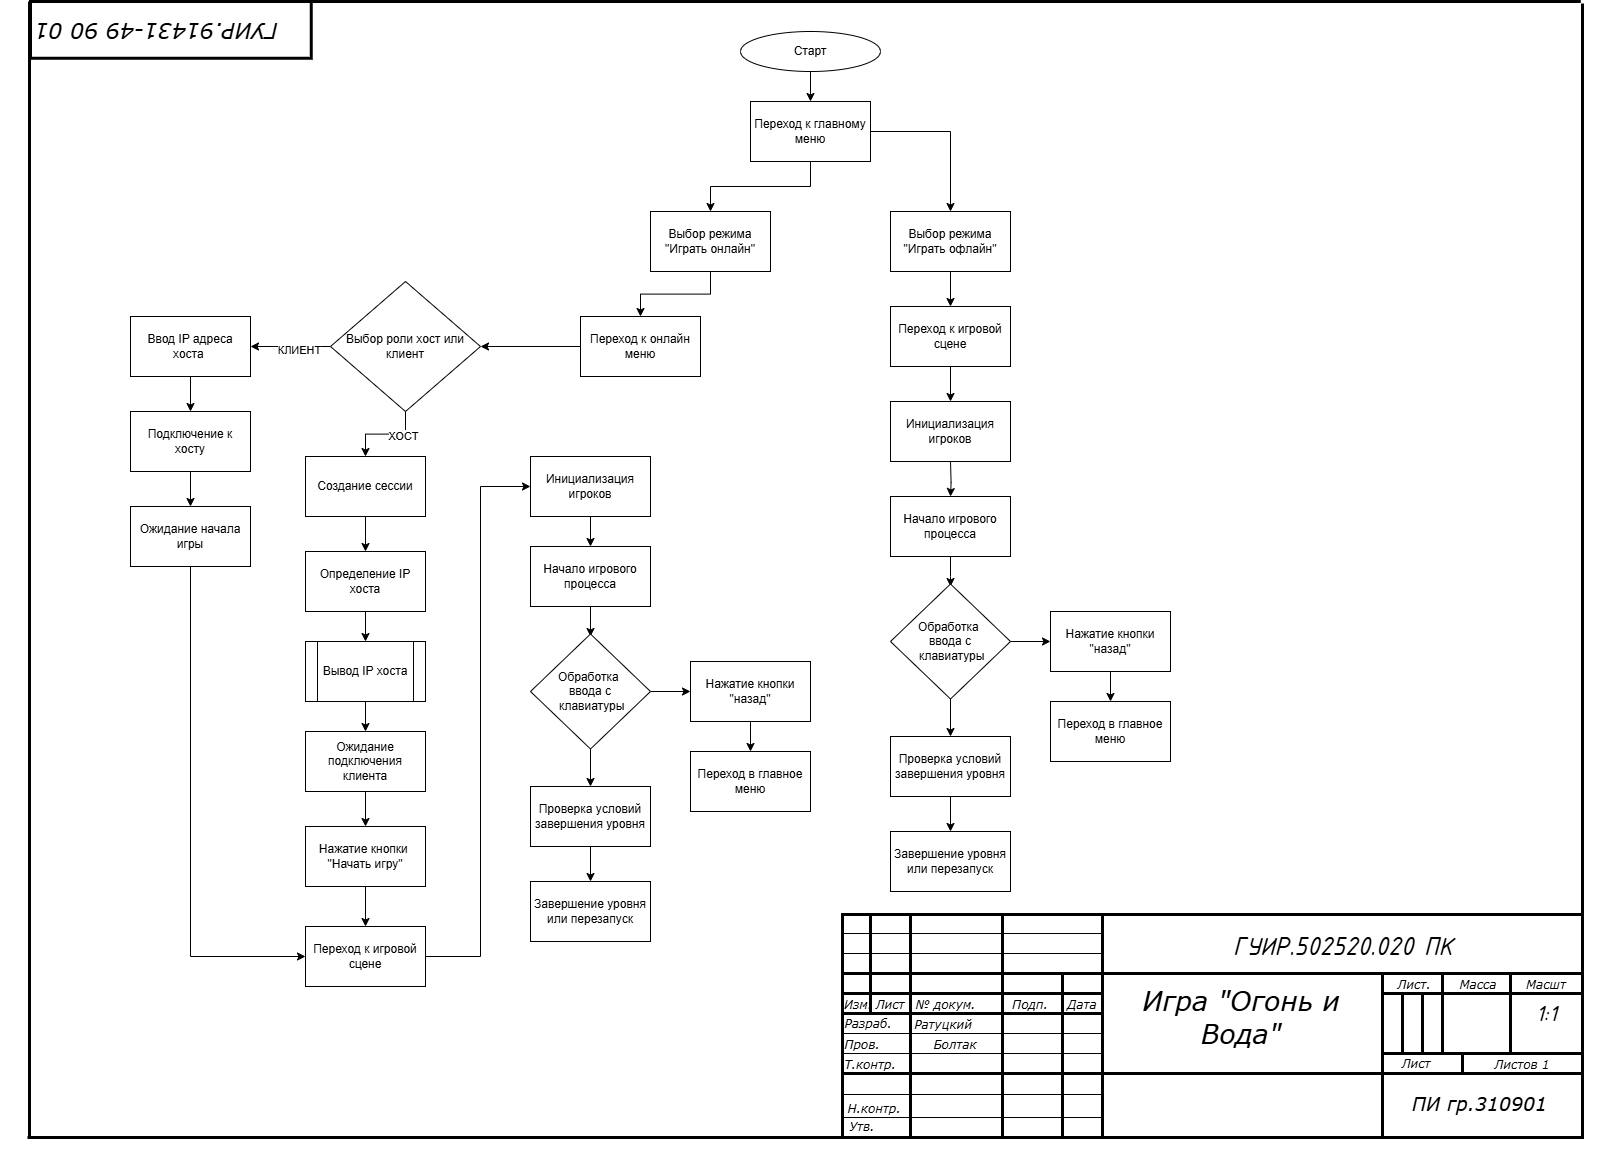 ГУИР.91431-49 90 01
Старт
Переход к главному
меню
Выбор режима
"Играть онлайн"
Выбор режима
"Играть офлайн"
Переход к онлайн
меню
Выбор роли хост или
клиент
КЛИЕНТ
ХОСТ
Ввод IP адреса
хоста
Подключение к
хосту
Ожидание начала
игры
Создание сессии
Определение IP
хоста
Вывод IP хоста
Ожидание
подключения
клиента
Нажатие кнопки
"Начать игру"
Переход к игровой
сцене
Инициализация
игроков
Начало игрового
процесса
Обработка
ввода с
клавиатуры
Нажатие кнопки
"назад"
Переход в главное
меню
Проверка условий
завершения уровня
Завершение уровня
или перезапуск
Переход к игровой
сцене
Инициализация
игроков
Начало игрового
процесса
Обработка
ввода с
клавиатуры
Нажатие кнопки
"назад"
Переход в главное
меню
Проверка условий
завершения уровня
Завершение уровня
или перезапуск
ГУИР.502520.020 ПК
Изм Лист № докум. Подп. Дата
Разраб. Ратуцкий
Пров. Болтак
Т.контр.
Н.контр.
Утв.
Игра "Огонь и
Вода"
Лист. Масса Масшт
1:1
Лист Листов 1
ПИ гр.310901